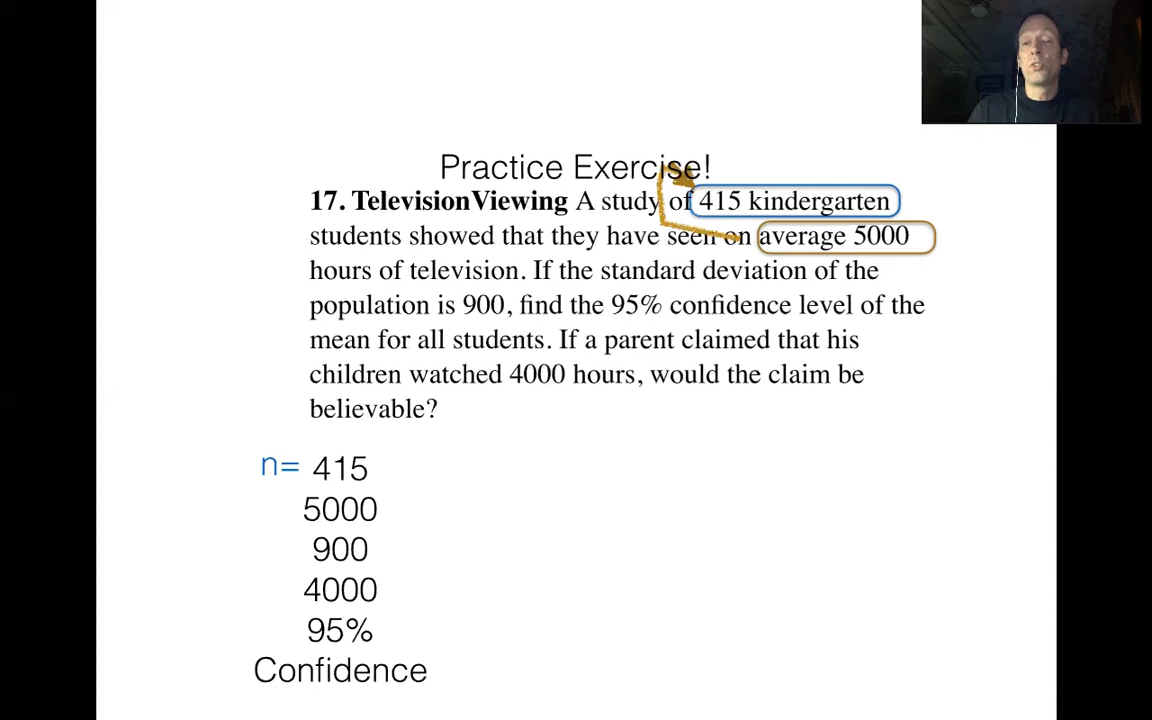 Practice Exercise!
17. TelevisionViewing A study of 415 kindergarten
students showed that they have seen on average 5000
hours of television. If the standard deviation of the
population is 900, find the 95% confidence level of the
mean for all students. If a parent claimed that his
children watched 4000 hours, would the claim be
believable?
n= 415
5000
900
4000
95%
Confidence